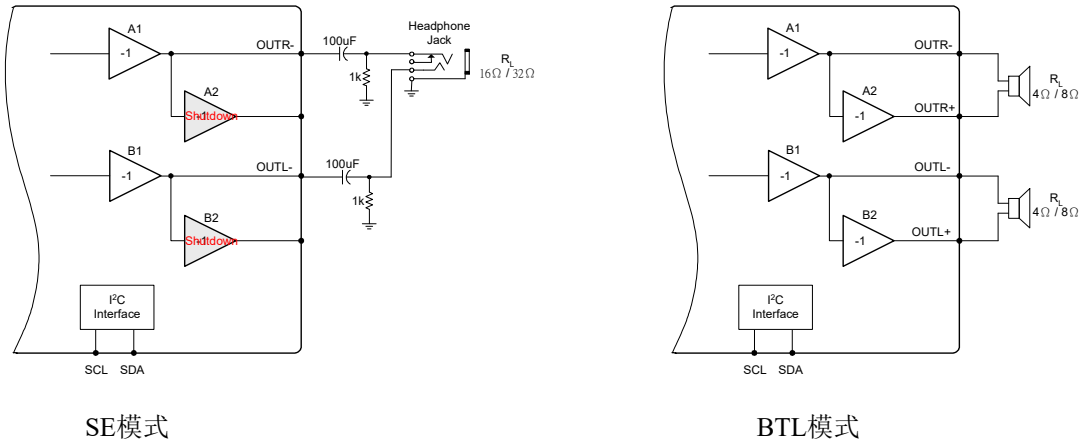 A1
-1
OUTR-
A2
Shutdown
-1
B1
-1
OUTL-
B2
Shutdown
-1
100uF
1k
100uF
1k
Headphone
Jack
RL
16Ω / 32Ω
I²C
Interface
SCL SDA
SE模式
A1
-1
OUTR-
A2
-1
OUTR+
RL
4Ω / 8Ω
B1
-1
OUTL-
B2
-1
OUTL+
RL
4Ω / 8Ω
I²C
Interface
SCL SDA
BTL模式